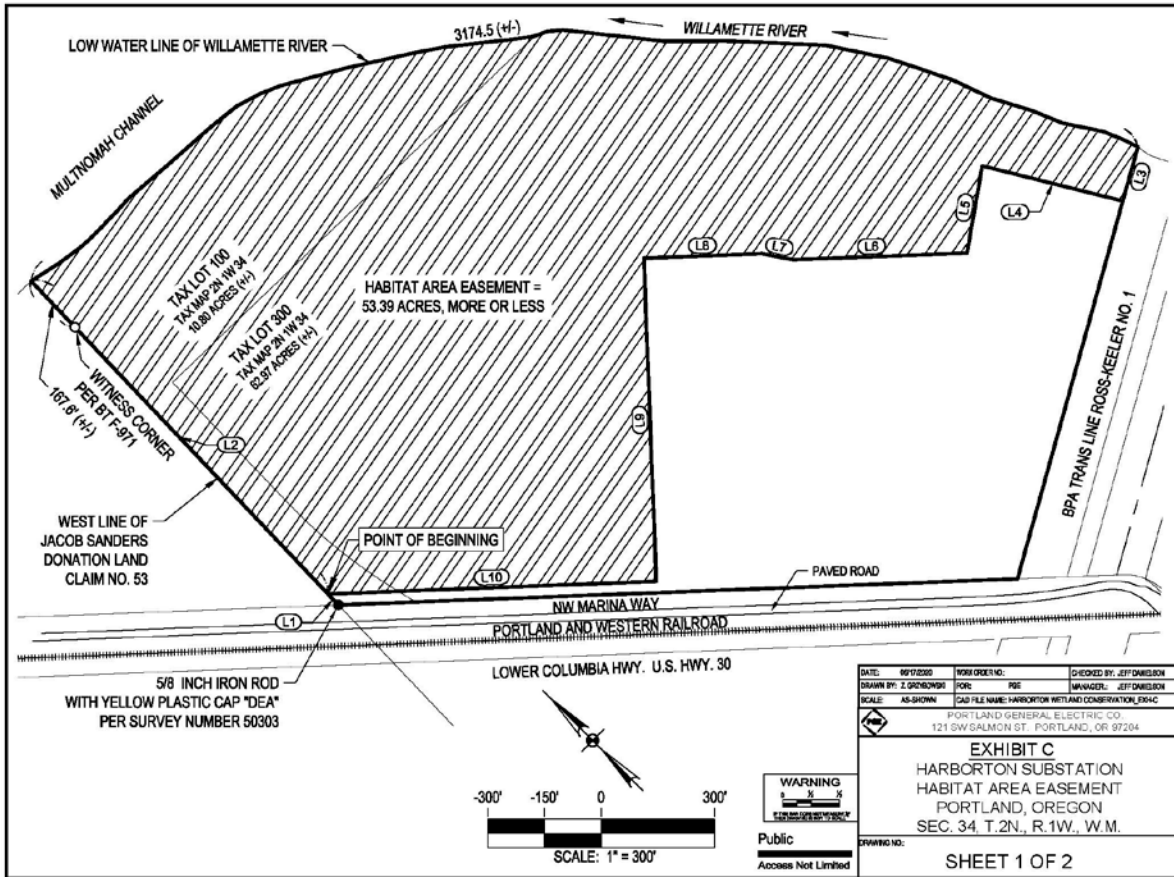 3174.5 (+/-)
WILLAMETTE RIVER
LOW WATER LINE OF WILLAMETTE RIVER
MULTNOMAH CHANNEL
L3
L4
L5
L6
L7
L8
TAX LOT 100
TAX MAP 2N 1W 34
10.80 ACRES (+/-)
TAX LOT 300
TAX MAP 2N 1W 34
62.97 ACRES (+/-)
HABITAT AREA EASEMENT =
53.39 ACRES, MORE OR LESS
BPA TRANS LINE ROSS-KEELER NO. 1
WITNESS CORNER
PER BT F-971
167.6' (+/-)
L2
L9
WEST LINE OF
JACOB SANDERS
DONATION LAND
CLAIM NO. 53
POINT OF BEGINNING
L10
PAVED ROAD
L1
NW MARINA WAY
PORTLAND AND WESTERN RAILROAD
LOWER COLUMBIA HWY. U.S. HWY. 30
5/8 INCH IRON ROD
WITH YELLOW PLASTIC CAP "DEA"
PER SURVEY NUMBER 50303
-300' -150' 0 300'
SCALE: 1" = 300'
WARNING
Public
Access Not Limited
DATE: 06/17/2020 WORK ORDER NO.: CHECKED BY: JEFF DANIELSON
DRAWN BY: Z. GRZYBOWSKI FOR: PGE MANAGER: JEFF DANIELSON
SCALE: AS-SHOWN CAD FILE NAME: HARBORTON WETLAND CONSERVATION_EXH-C
PORTLAND GENERAL ELECTRIC CO.
121 SW SALMON ST. PORTLAND, OR 97204
EXHIBIT C
HARBORTON SUBSTATION
HABITAT AREA EASEMENT
PORTLAND, OREGON
SEC. 34, T.2N., R.1W., W.M.
DRAWING NO.:
SHEET 1 OF 2